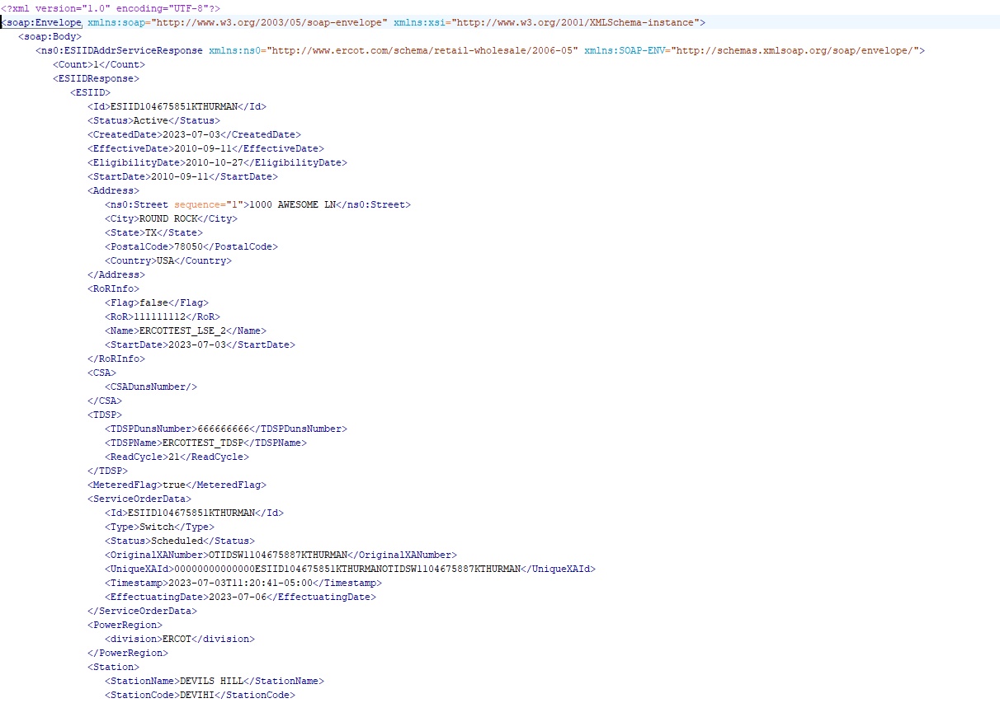 <?xml version="1.0" encoding="UTF-8"?>
<soap:Envelope xmlns:soap="http://www.w3.org/2003/05/soap-envelope" xmlns:xsi="http://www.w3.org/2001/XMLSchema-instance">
<soap:Body>
<ns0:ESIIDAddrServiceResponse xmlns:ns0="http://www.ercot.com/schema/retail-wholesale/2006-05" xmlns:SOAP-ENV="http://schemas.xmlsoap.org/soap/envelope/">
<Count>1</Count>
<ESIIDResponse>
<ESIID>
<Id>ESIID104675851KTHURMAN</Id>
<Status>Active</Status>
<CreatedDate>2023-07-03</CreatedDate>
<EffectiveDate>2010-09-11</EffectiveDate>
<EligibilityDate>2010-10-27</EligibilityDate>
<StartDate>2010-09-11</StartDate>
<Address>
<ns0:Street sequence="1">1000 AWESOME LN</ns0:Street>
<City>ROUND ROCK</City>
<State>TX</State>
<PostalCode>78050</PostalCode>
<Country>USA</Country>
</Address>
<RoRInfo>
<Flag>false</Flag>
<RoR>111111112</RoR>
<Name>ERCOTTEST_LSE_2</Name>
<StartDate>2023-07-03</StartDate>
</RoRInfo>
<CSA>
<CSADunsNumber/>
</CSA>
<TDSP>
<TDSPDunsNumber>666666666</TDSPDunsNumber>
<TDSPName>ERCOTTEST_TDSP</TDSPName>
<ReadCycle>21</ReadCycle>
</TDSP>
<MeteredFlag>true</MeteredFlag>
<ServiceOrderData>
<Id>ESIID104675851KTHURMAN</Id>
<Type>Switch</Type>
<Status>Scheduled</Status>
<OriginalXANumber>OTIDSW1104675887KTHURMAN</OriginalXANumber>
<UniqueXAId>00000000000000ESIID104675851KTHURMANOTIDSW1104675887KTHURMAN</UniqueXAId>
<Timestamp>2023-07-03T11:20:41-05:00</Timestamp>
<EffectuatingDate>2023-07-06</EffectuatingDate>
</ServiceOrderData>
<PowerRegion>
<division>ERCOT</division>
</PowerRegion>
<Station>
<StationName>DEVILS HILL</StationName>
<StationCode>DEVIHI</StationCode>